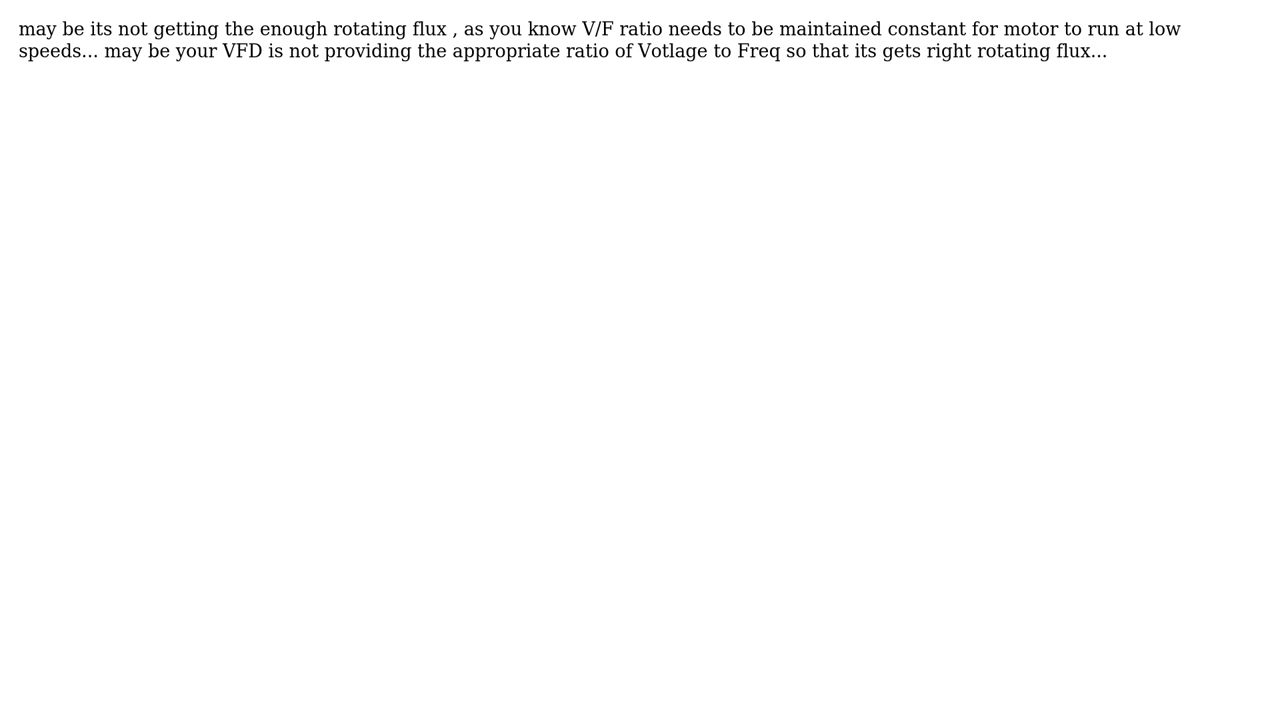 may be its not getting the enough rotating flux , as you know V/F ratio needs to be maintained constant for motor to run at low
speeds... may be your VFD is not providing the appropriate ratio of Votlage to Freq so that its gets right rotating flux...